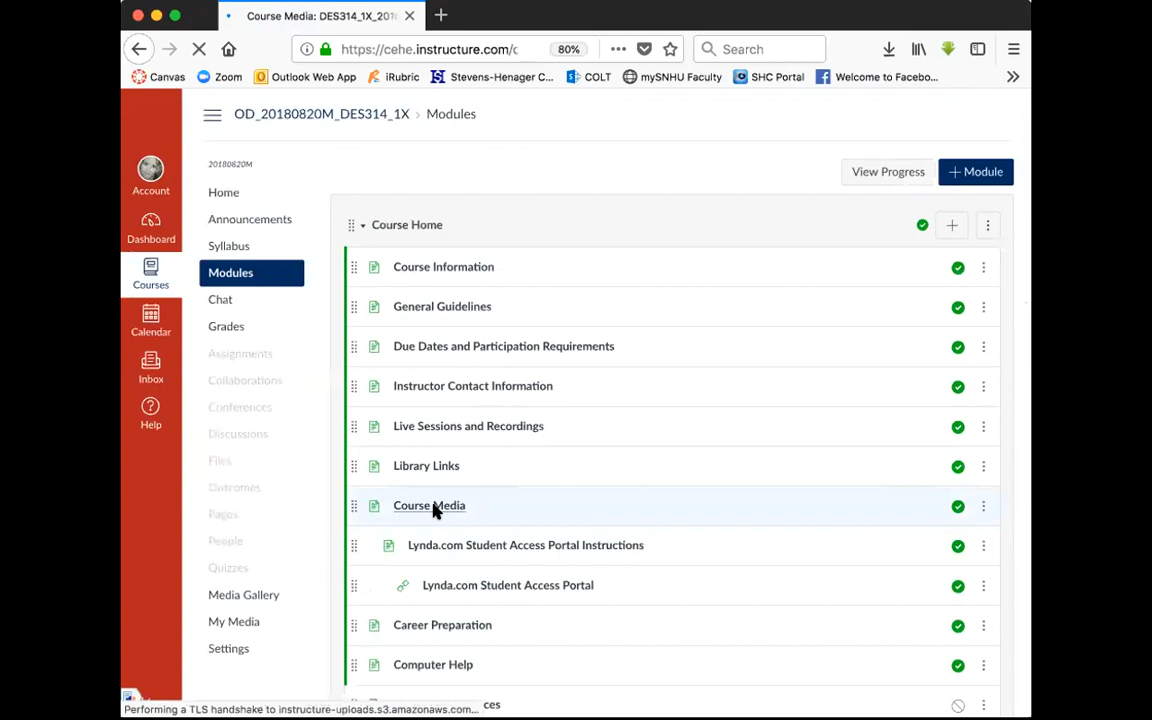 Course Media: DES314_1X_201
https://cehe.instructure.com/c 80% Search
Canvas Zoom Outlook Web App iRubric Stevens-Henager C... COLT mySNHU Faculty SHC Portal Welcome to Facebo...
OD_20180820M_DES314_1X › Modules
20180820M
View Progress + Module
Account
Dashboard
Courses
Calendar
Inbox
Help
Home
Announcements
Syllabus
Modules
Chat
Grades
Assignments
Collaborations
Conferences
Discussions
Files
Outcomes
Pages
People
Quizzes
Media Gallery
My Media
Settings
Course Home
Course Information
General Guidelines
Due Dates and Participation Requirements
Instructor Contact Information
Live Sessions and Recordings
Library Links
Course Media
Lynda.com Student Access Portal Instructions
Lynda.com Student Access Portal
Career Preparation
Computer Help
ces
Performing a TLS handshake to instructure-uploads.s3.amazonaws.com...